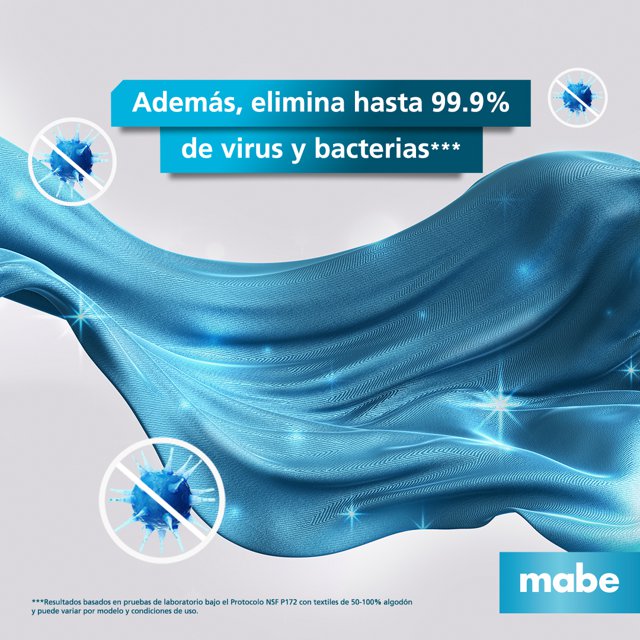 Además, elimina hasta 99.9%
de virus y bacterias***
mabe
***Resultados basados en pruebas de laboratorio bajo el Protocolo NSF P172 con textiles de 50-100% algodón
y puede variar por modelo y condiciones de uso.